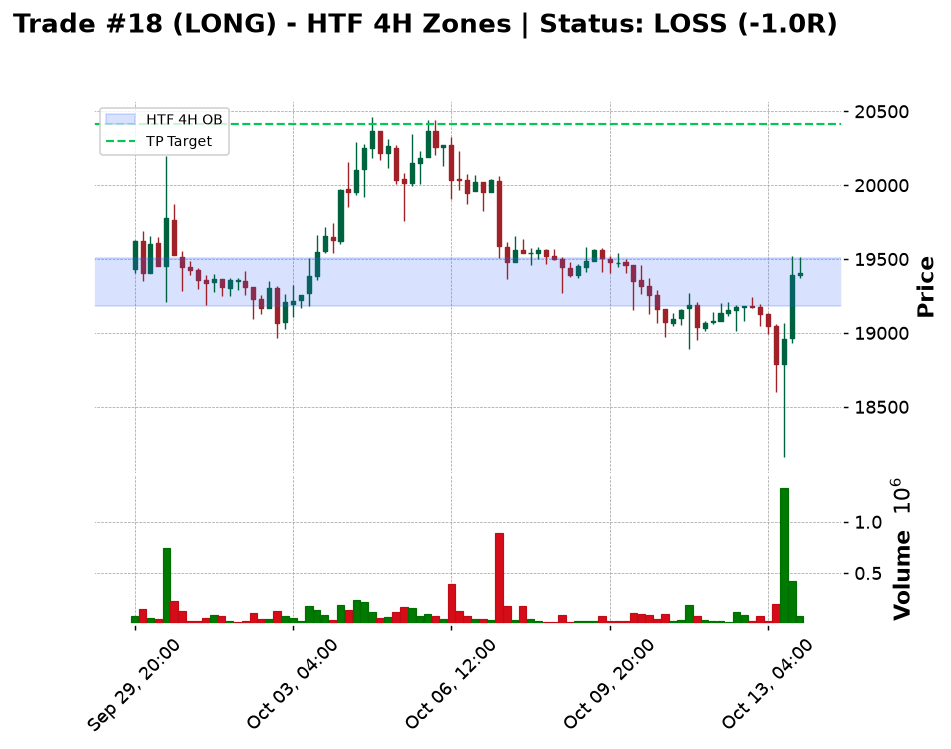 Trade #18 (LONG) - HTF 4H Zones | Status: LOSS (-1.0R)
HTF 4H OB
TP Target
20500
20000
19500
19000
18500
Price
1.0
0.5
Volume 10⁶
Sep 29, 20:00
Oct 03, 04:00
Oct 06, 12:00
Oct 09, 20:00
Oct 13, 04:00